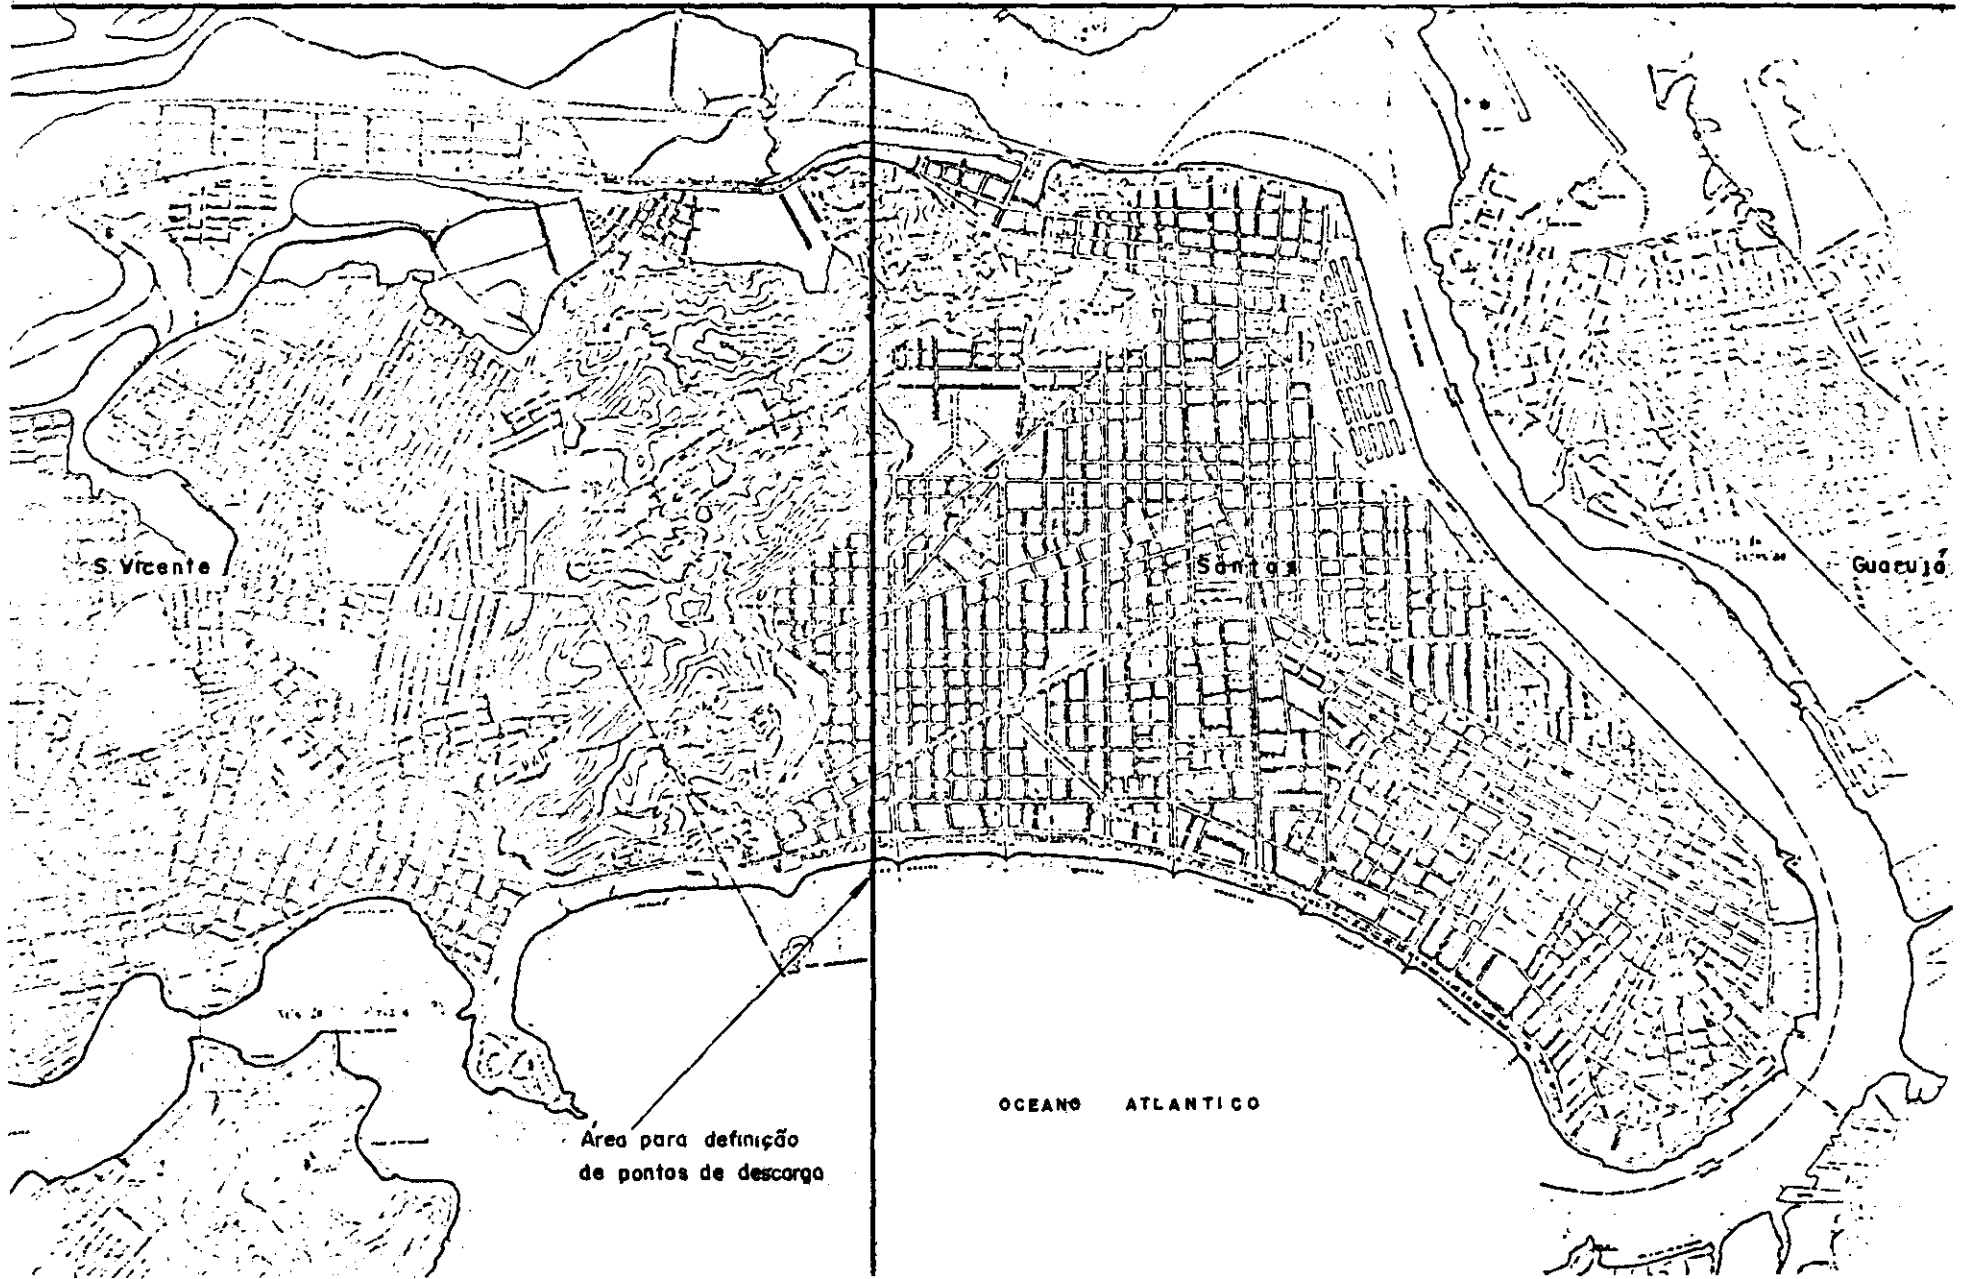 S. Vicente
Santos
Guarujá
OCEANO ATLANTICO
Área para definição
de pontos de descarga